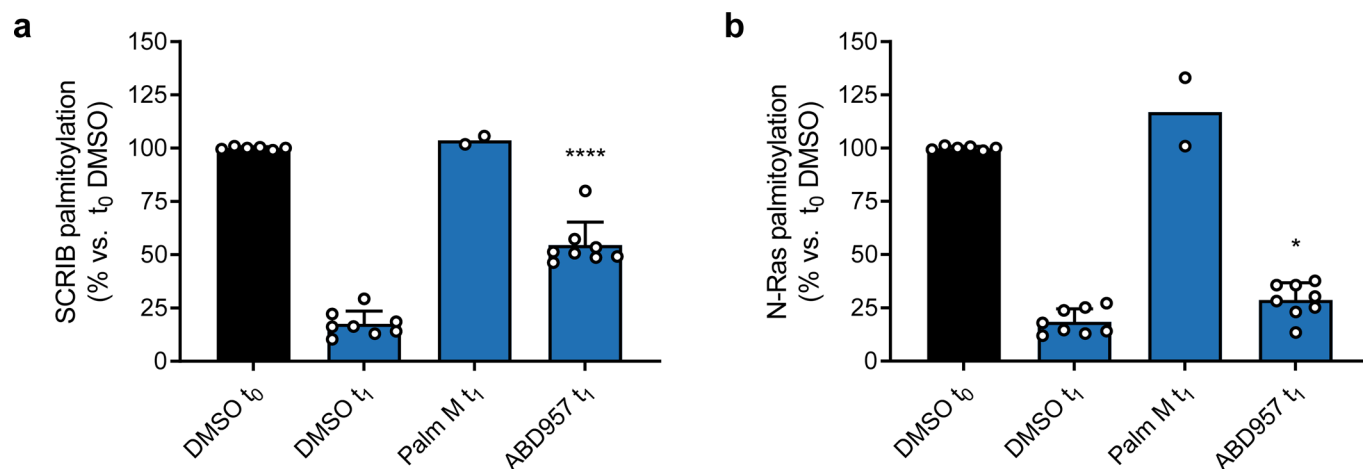 a
SCRIB palmitoylation
(% vs. t₀ DMSO)
150
125
100
75
50
25
0
****
DMSO t₀
DMSO t₁
Palm M t₁
ABD957 t₁
b
N-Ras palmitoylation
(% vs. t₀ DMSO)
150
125
100
75
50
25
0
*
DMSO t₀
DMSO t₁
Palm M t₁
ABD957 t₁